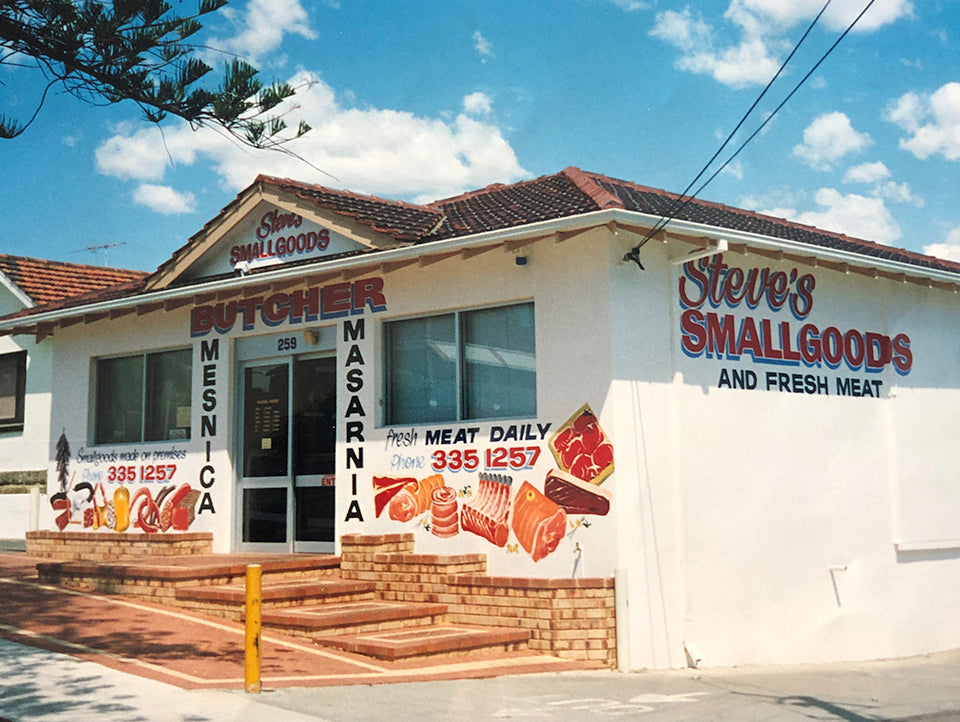 Steve's
SMALLGOODS
BUTCHER
259
MESNICA
MASARNIA
Smallgoods made on premises
Phone 335 1257
fresh MEAT DAILY
Phone 335 1257
Steve's
SMALLGOODS
AND FRESH MEAT